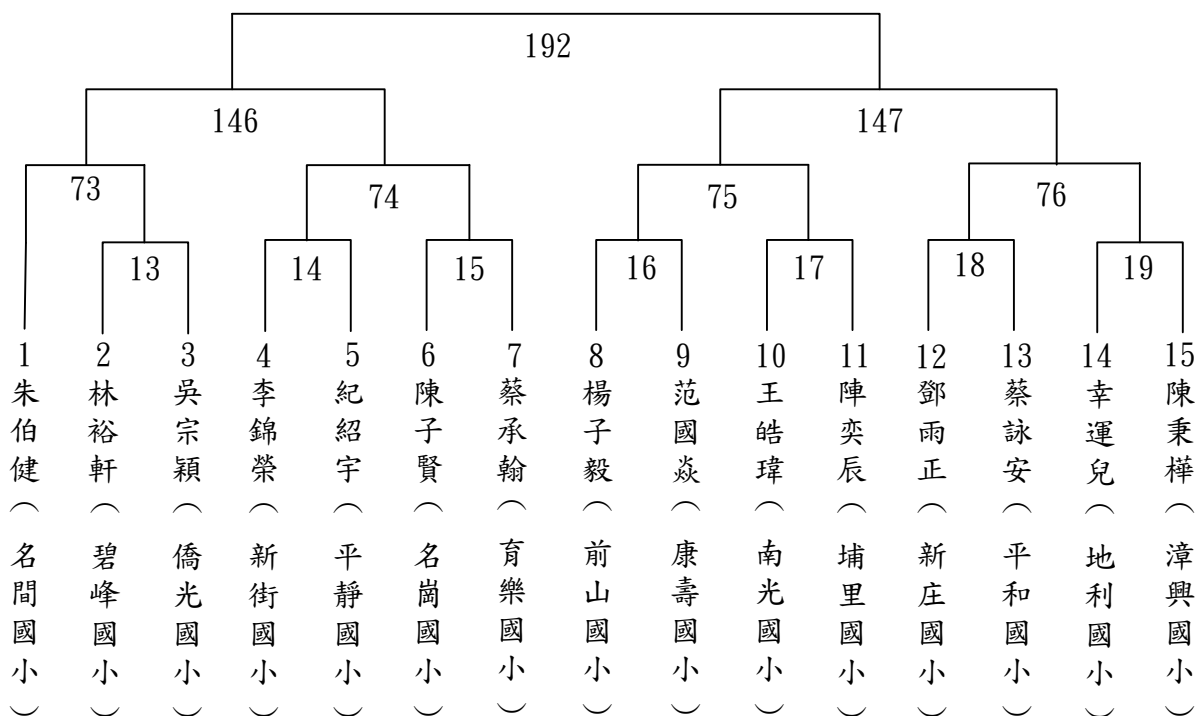 192
146
147
73
74
75
76
13
14
15
16
17
18
19
1 朱伯健（名間國小）
2 林裕軒（碧峰國小）
3 吳宗穎（僑光國小）
4 李錦榮（新街國小）
5 紀紹宇（平靜國小）
6 陳子賢（名崗國小）
7 蔡承翰（育樂國小）
8 楊子毅（前山國小）
9 范國焱（康壽國小）
10 王皓瑋（南光國小）
11 陣奕辰（埔里國小）
12 鄧雨正（新庄國小）
13 蔡詠安（平和國小）
14 幸運兒（地利國小）
15 陳秉樺（漳興國小）